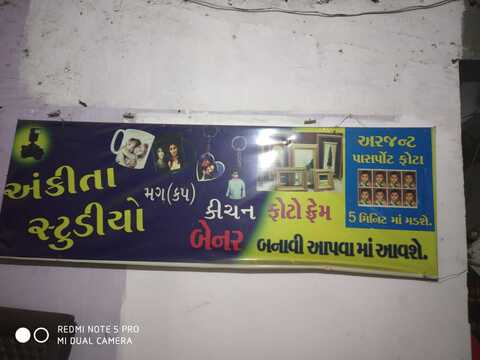 અંકીતા
સ્ટુડીયો
મગ(કપ)
કીચન ફોટો ફ્રેમ
બેનર બનાવી આપવા માં આવશે.
અરજન્ટ
પાસપોર્ટ ફોટા
5 મિનિટ માં મળશે.
REDMI NOTE 5 PRO
MI DUAL CAMERA